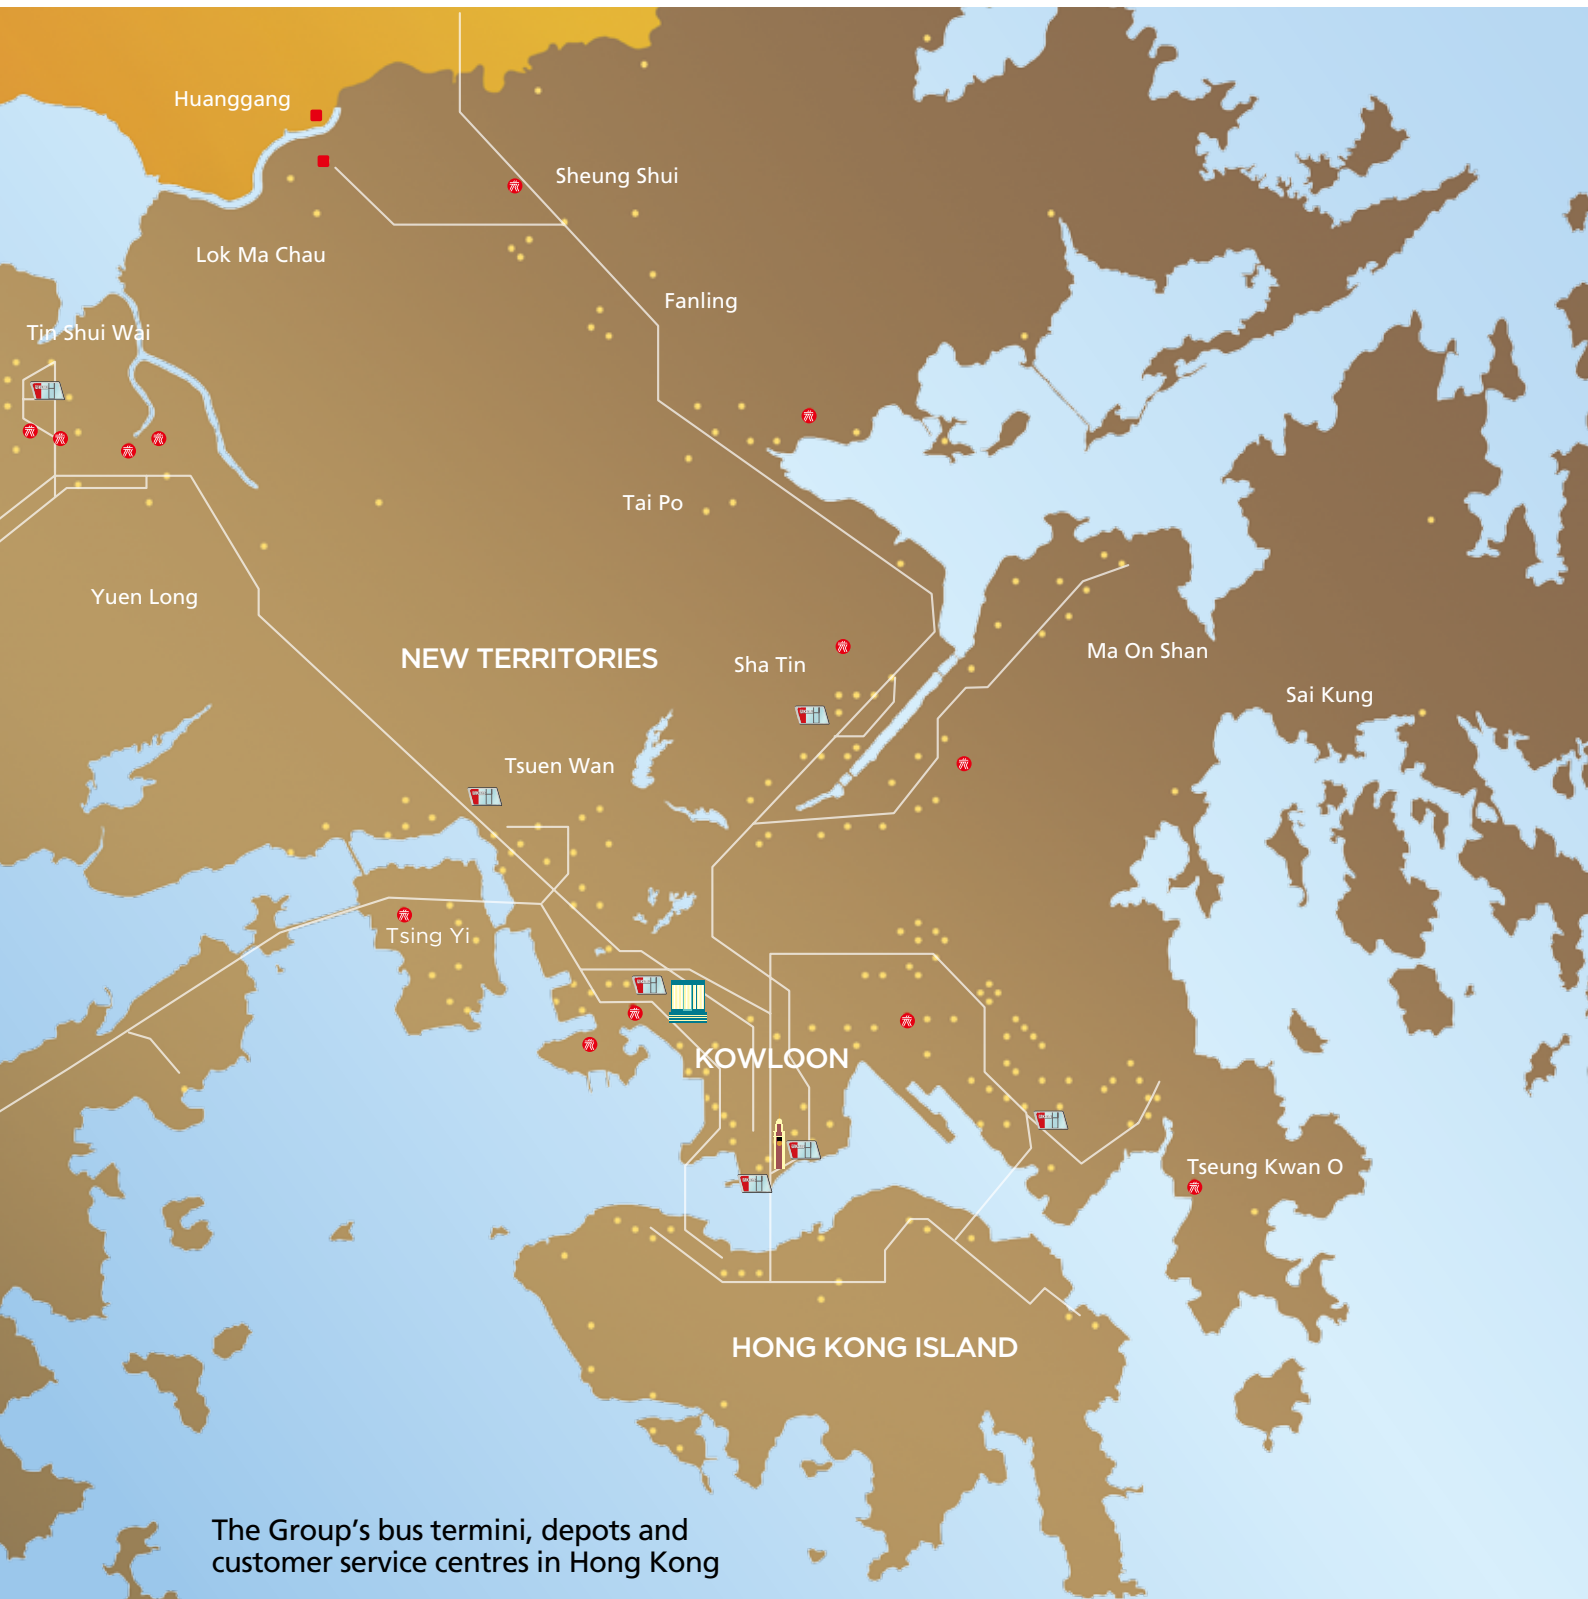 Huanggang
Sheung Shui
Lok Ma Chau
Fanling
Tin Shui Wai
Tai Po
Yuen Long
NEW TERRITORIES
Sha Tin
Ma On Shan
Sai Kung
Tsuen Wan
Tsing Yi
KOWLOON
Tseung Kwan O
HONG KONG ISLAND
The Group's bus termini, depots and
customer service centres in Hong Kong